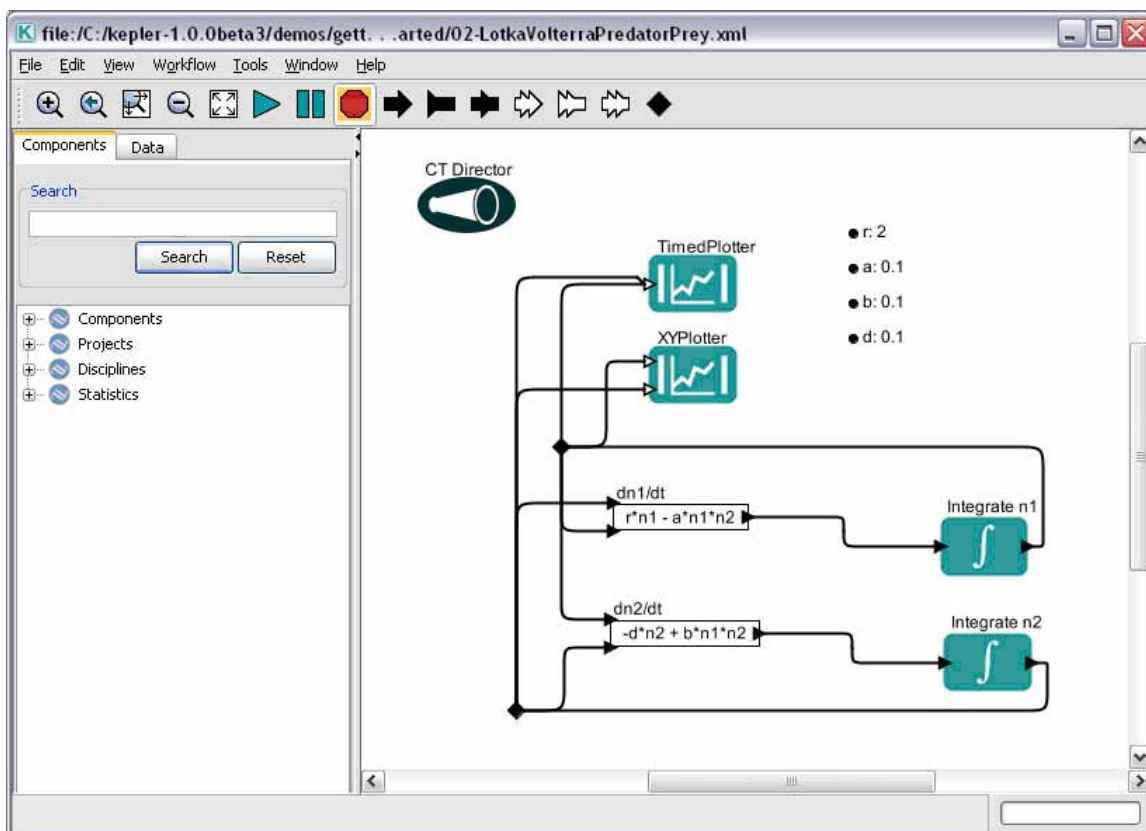 file:/C:/kepler-1.0.0beta3/demos/gett. . .arted/02-LotkaVolterraPredatorPrey.xml
File Edit View Workflow Tools Window Help
Components Data
Search
Search Reset
Components
Projects
Disciplines
Statistics
CT Director
TimedPlotter
XYPlotter
r: 2
a: 0.1
b: 0.1
d: 0.1
dn1/dt
r*n1 - a*n1*n2
Integrate n1
dn2/dt
-d*n2 + b*n1*n2
Integrate n2